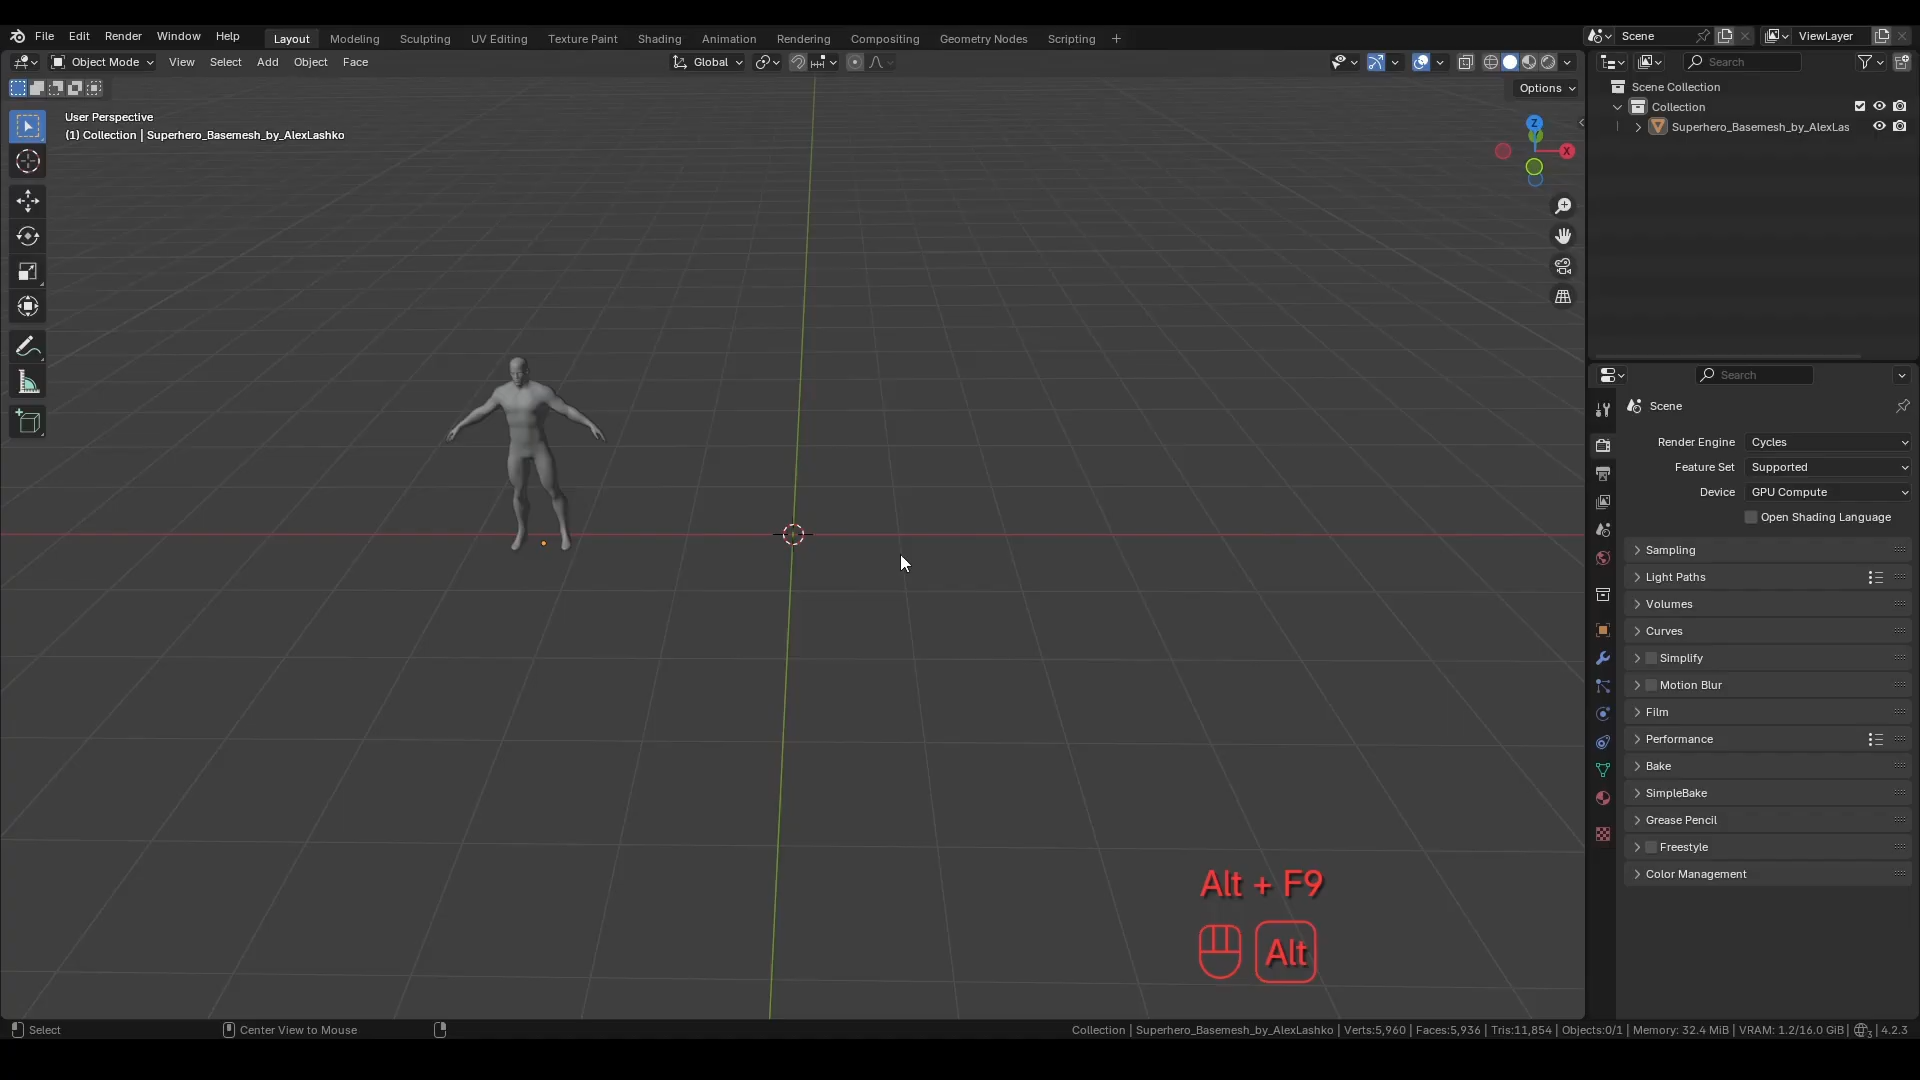 File Edit Render Window Help
Layout Modeling Sculpting UV Editing Texture Paint Shading Animation Rendering Compositing Geometry Nodes Scripting +
Scene
ViewLayer
Object Mode View Select Add Object Face
Global
Options
User Perspective
(1) Collection | Superhero_Basemesh_by_AlexLashko
Z
X
Search
Scene Collection
Collection
Superhero_Basemesh_by_AlexLas
Search
Scene
Render Engine Cycles
Feature Set Supported
Device GPU Compute
Open Shading Language
Sampling
Light Paths
Volumes
Curves
Simplify
Motion Blur
Film
Performance
Bake
SimpleBake
Grease Pencil
Freestyle
Color Management
Alt + F9
Alt
Select
Center View to Mouse
Collection | Superhero_Basemesh_by_AlexLashko | Verts:5,960 | Faces:5,936 | Tris:11,854 | Objects:0/1 | Memory: 32.4 MiB | VRAM: 1.2/16.0 GiB | 3 | 4.2.3